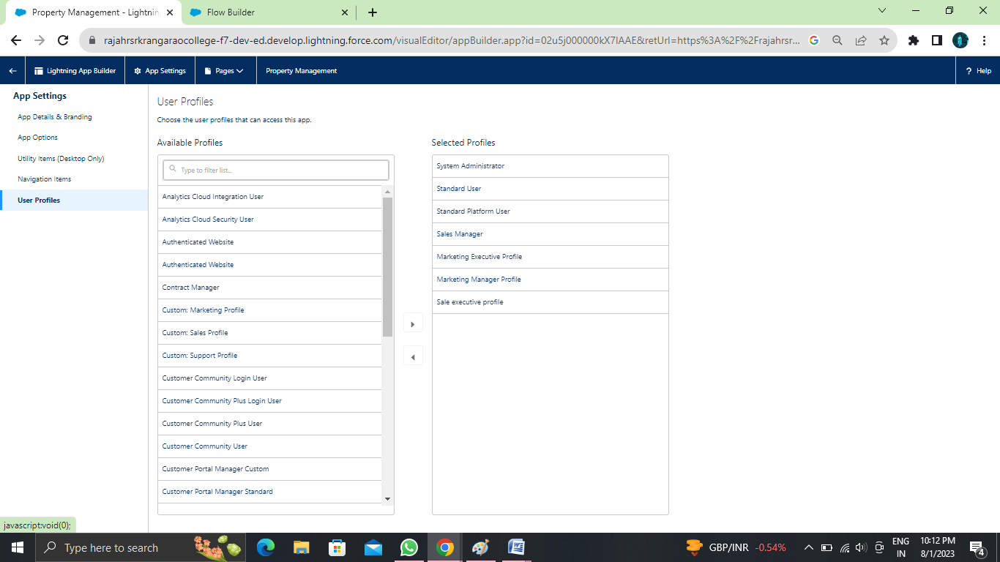 Property Management - Lightnin
Flow Builder
rajahrsrkrangaraocollege-f7-dev-ed.develop.lightning.force.com/visualEditor/appBuilder.app?id=02u5j000000kX7IAAE&retUrl=https%3A%2F%2Frajahrsr...
Lightning App Builder
App Settings
Pages
Property Management
? Help
App Settings
App Details & Branding
App Options
Utility Items (Desktop Only)
Navigation Items
User Profiles
User Profiles
Choose the user profiles that can access this app.
Available Profiles
Type to filter list...
Analytics Cloud Integration User
Analytics Cloud Security User
Authenticated Website
Authenticated Website
Contract Manager
Custom: Marketing Profile
Custom: Sales Profile
Custom: Support Profile
Customer Community Login User
Customer Community Plus Login User
Customer Community Plus User
Customer Community User
Customer Portal Manager Custom
Customer Portal Manager Standard
Selected Profiles
System Administrator
Standard User
Standard Platform User
Sales Manager
Marketing Executive Profile
Marketing Manager Profile
Sale executive profile
javascript:void(0);
Type here to search
GBP/INR -0.54%
ENG
IN
10:12 PM
8/1/2023
4